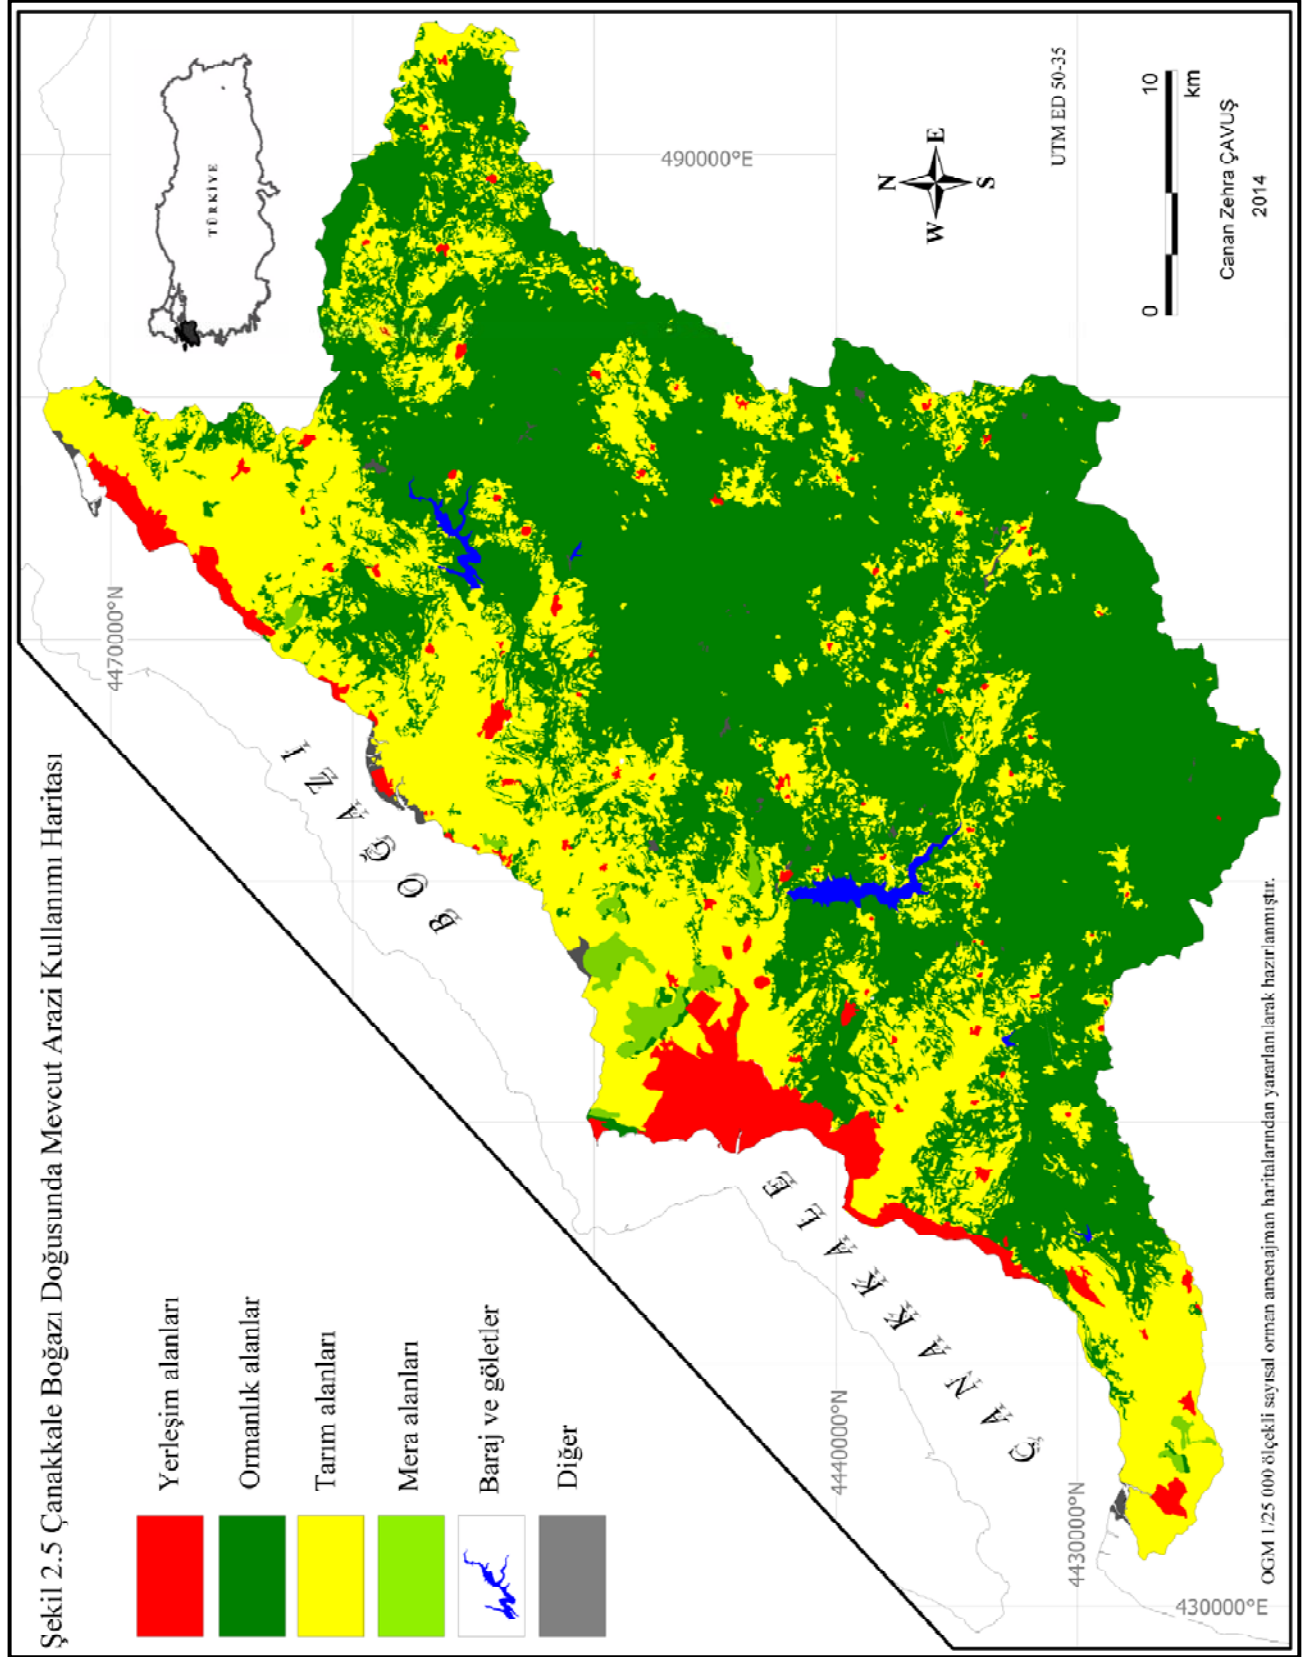 Şekil 2.5 Çanakkale Boğazı Doğusunda Mevcut Arazi Kullanımı Haritası
Yerleşim alanları
Ormanlık alanlar
Tarım alanları
Mera alanları
Baraj ve göletler
Diğer
TÜRKİYE
4470000°N
BOĞAZI
ÇANAKKALE
4440000°N
4430000°N
430000°E
490000°E
N
W
E
S
UTM ED 50-35
0
10
km
Canan Zehra ÇAVUŞ
2014
OGM 1/25 000 ölçekli sayısal orman amenajman haritalarından yararlanılarak hazırlanmıştır.